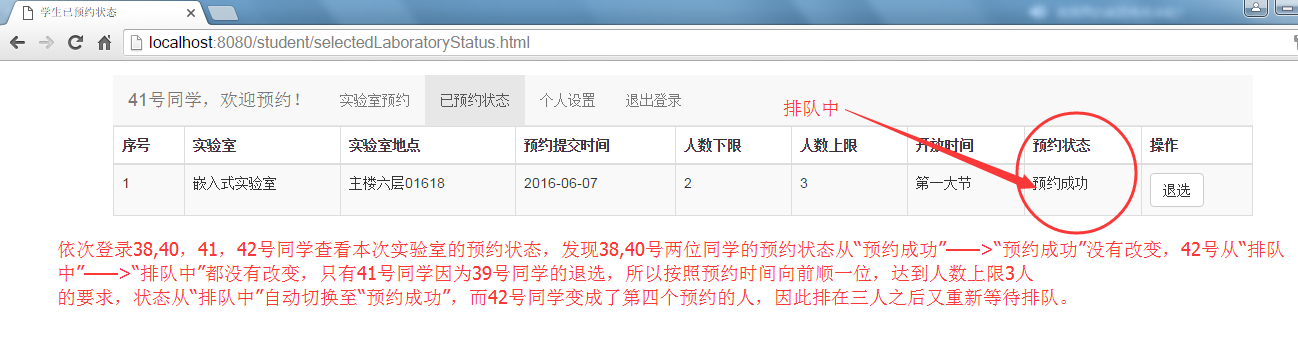 学生已预约状态
localhost:8080/student/selectedLaboratoryStatus.html
41号同学，欢迎预约！ 实验室预约 已预约状态 个人设置 退出登录
排队中
序号 实验室 实验室地点 预约提交时间 人数下限 人数上限 开放时间 预约状态 操作
1 嵌入式实验室 主楼六层01618 2016-06-07 2 3 第一大节 预约成功 退选
依次登录38,40，41，42号同学查看本次实验室的预约状态，发现38,40号两位同学的预约状态从“预约成功”——>“预约成功”没有改变，42号从“排队
中”——>“排队中”都没有改变，只有41号同学因为39号同学的退选，所以按照预约时间向前顺一位，达到人数上限3人
的要求，状态从“排队中”自动切换至“预约成功”，而42号同学变成了第四个预约的人，因此排在三人之后又重新等待排队。